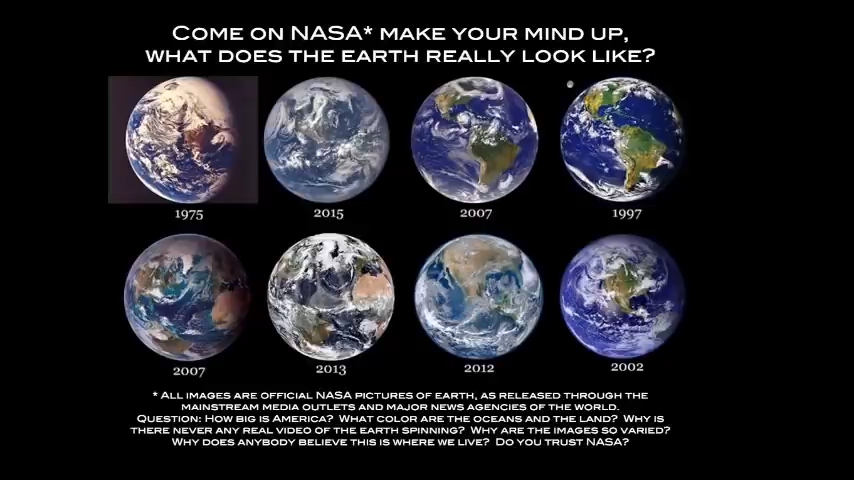 Come on NASA* make your mind up,
what does the earth really look like?
1975
2015
2007
1997
2007
2013
2012
2002
* All images are official NASA pictures of earth, as released through the
mainstream media outlets and major news agencies of the world.
Question: How big is America? What color are the oceans and the land? Why is
there never any real video of the earth spinning? Why are the images so varied?
Why does anybody believe this is where we live? Do you trust NASA?